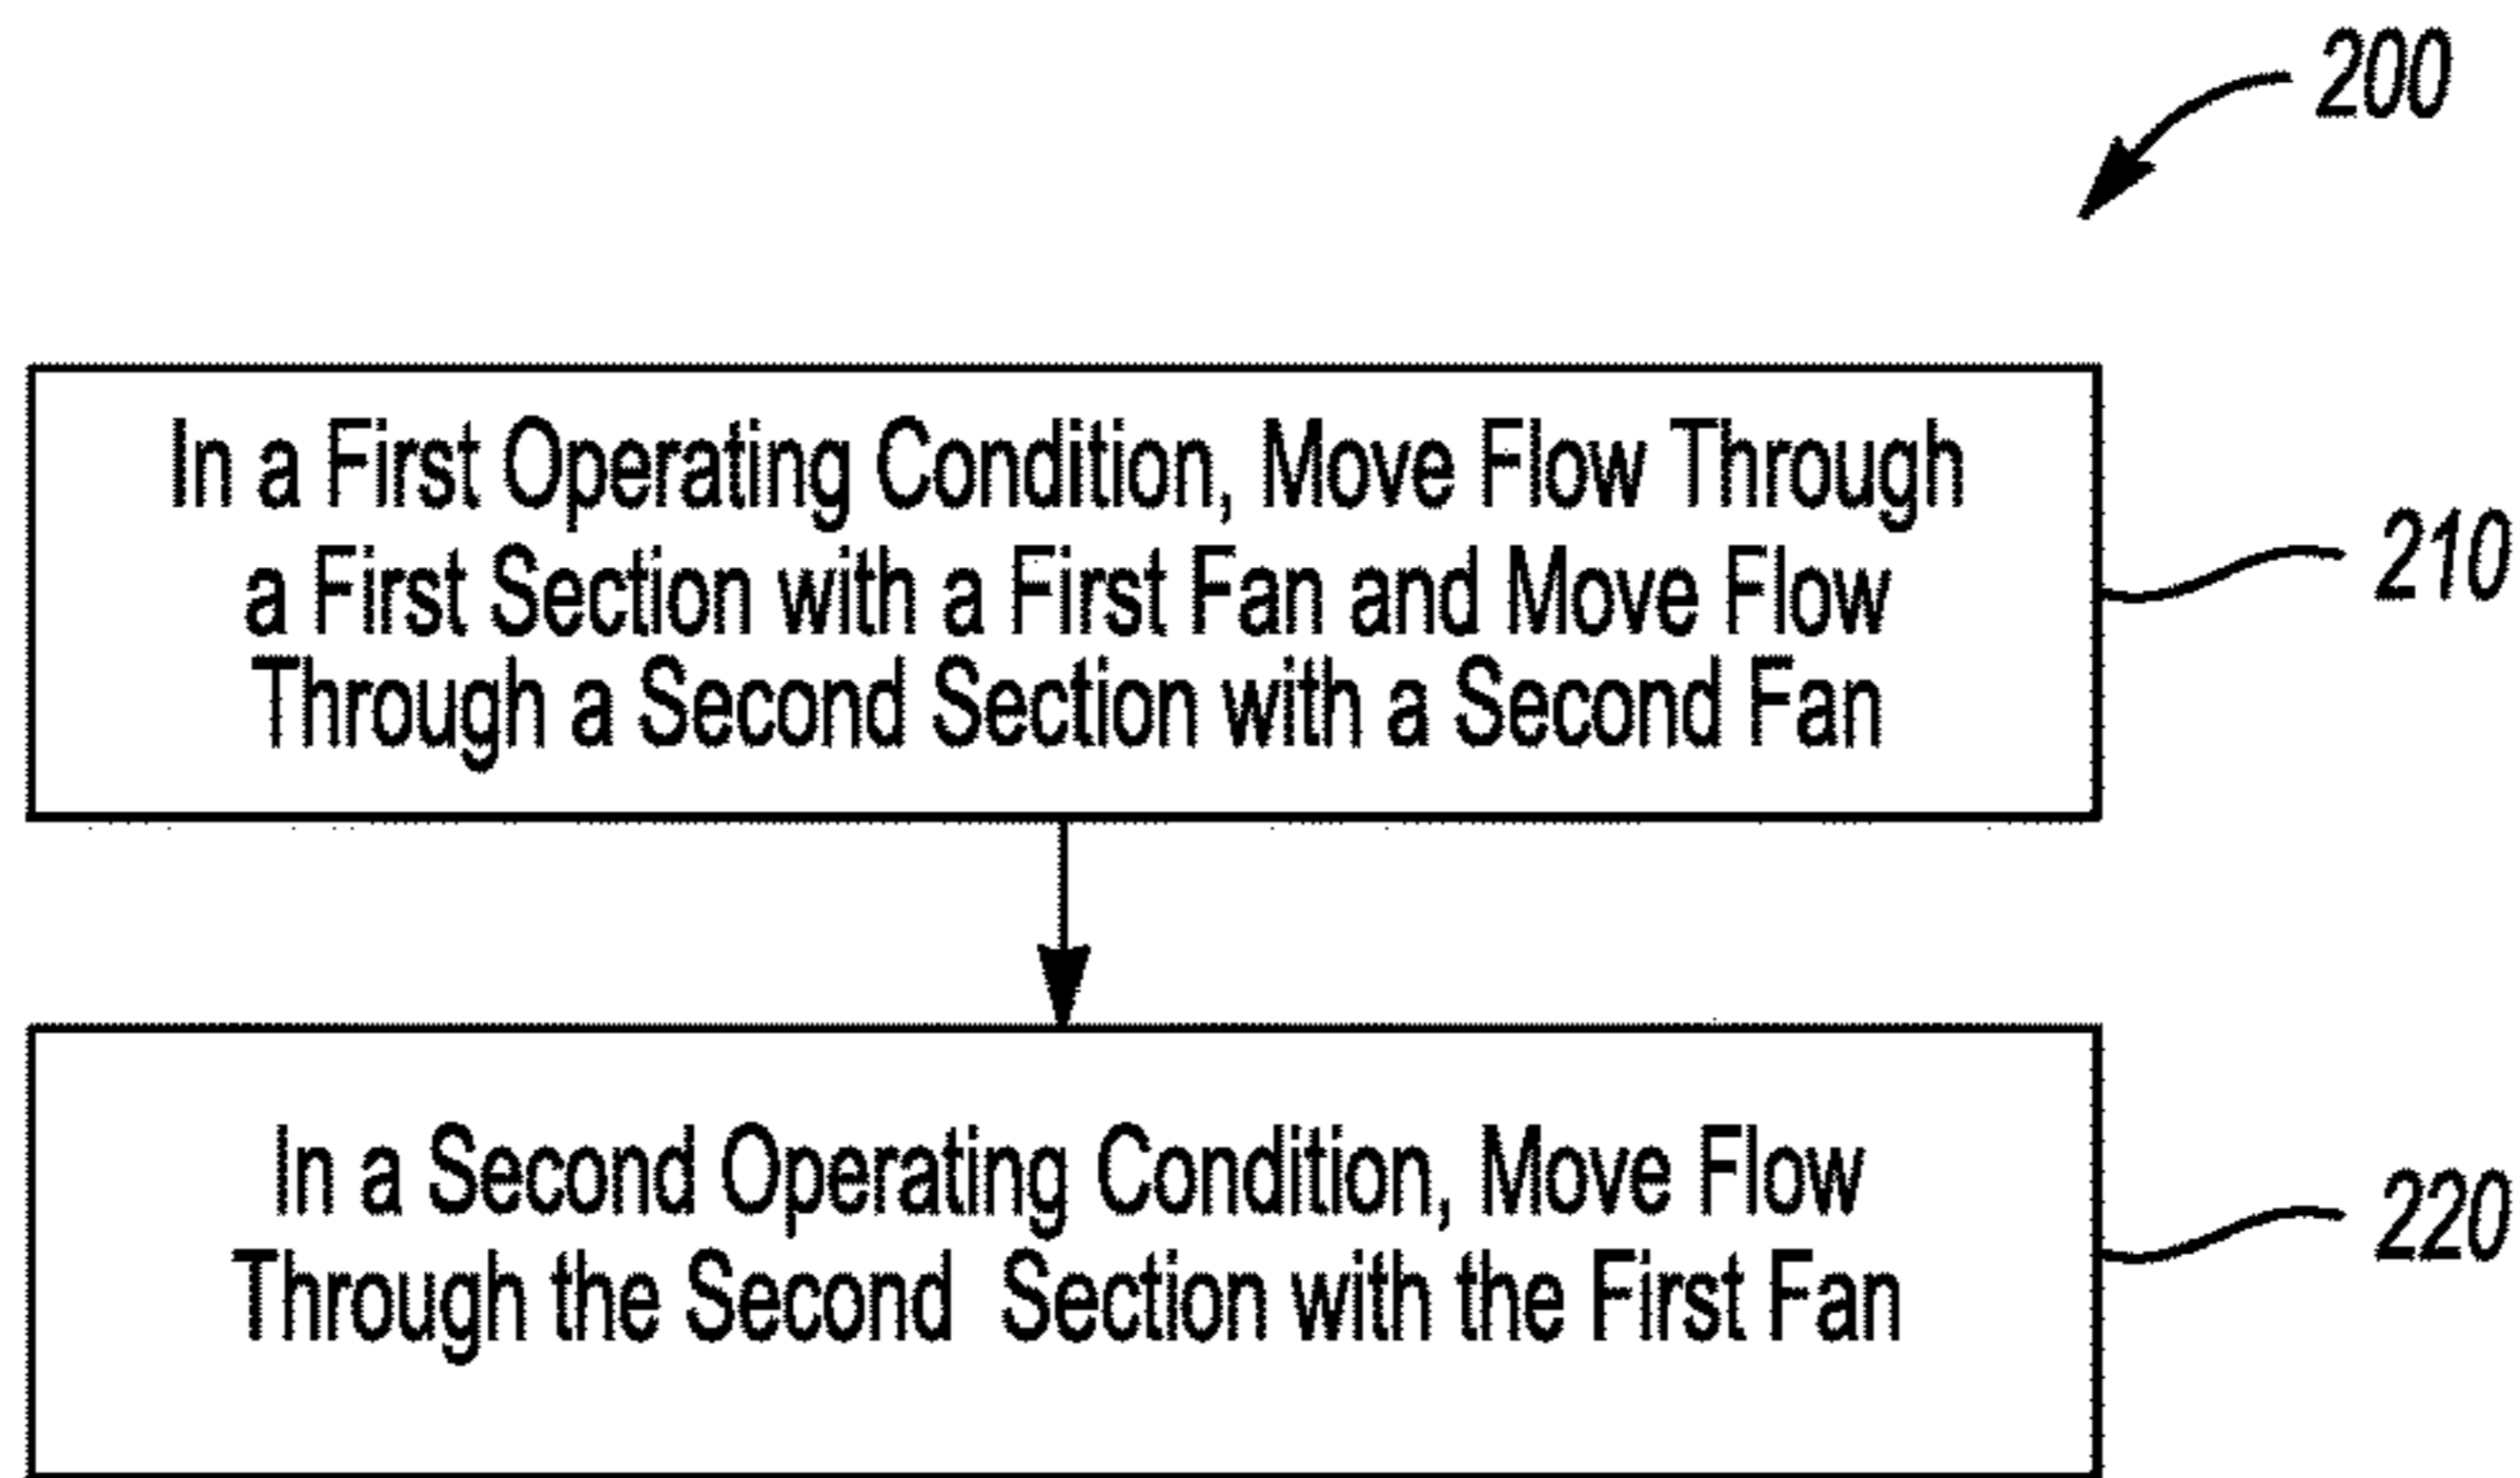 200
In a First Operating Condition, Move Flow Through
a First Section with a First Fan and Move Flow
Through a Second Section with a Second Fan
210
In a Second Operating Condition, Move Flow
Through the Second Section with the First Fan
220